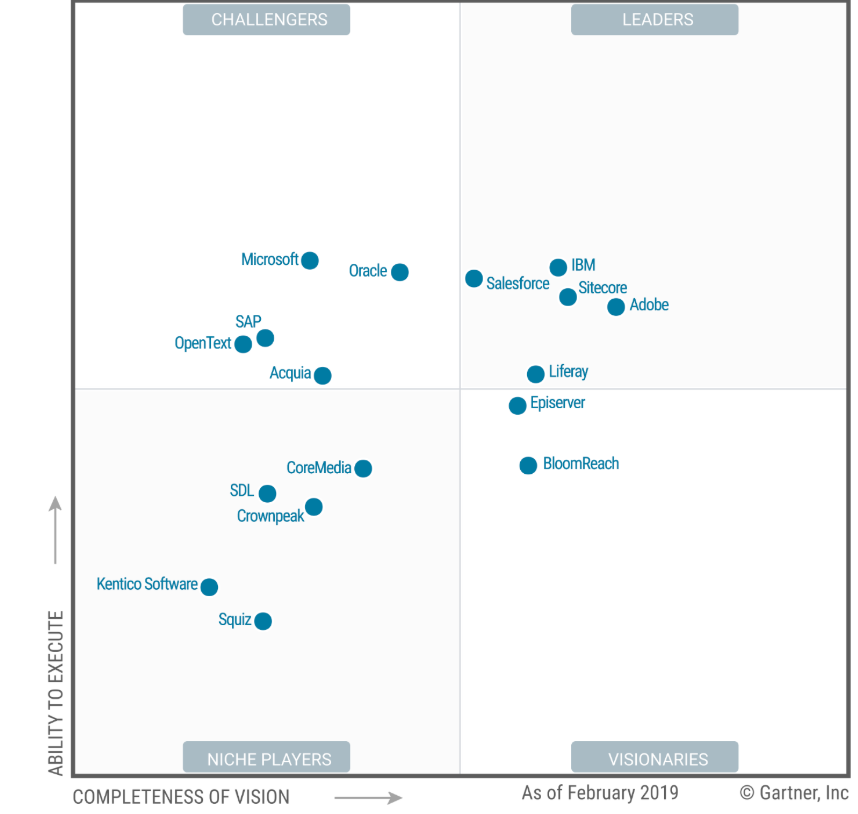 CHALLENGERS
LEADERS
Microsoft
Oracle
IBM
Salesforce
Sitecore
Adobe
SAP
OpenText
Acquia
Liferay
Episerver
CoreMedia
BloomReach
SDL
Crownpeak
Kentico Software
Squiz
ABILITY TO EXECUTE
NICHE PLAYERS
VISIONARIES
COMPLETENESS OF VISION
As of February 2019
© Gartner, Inc